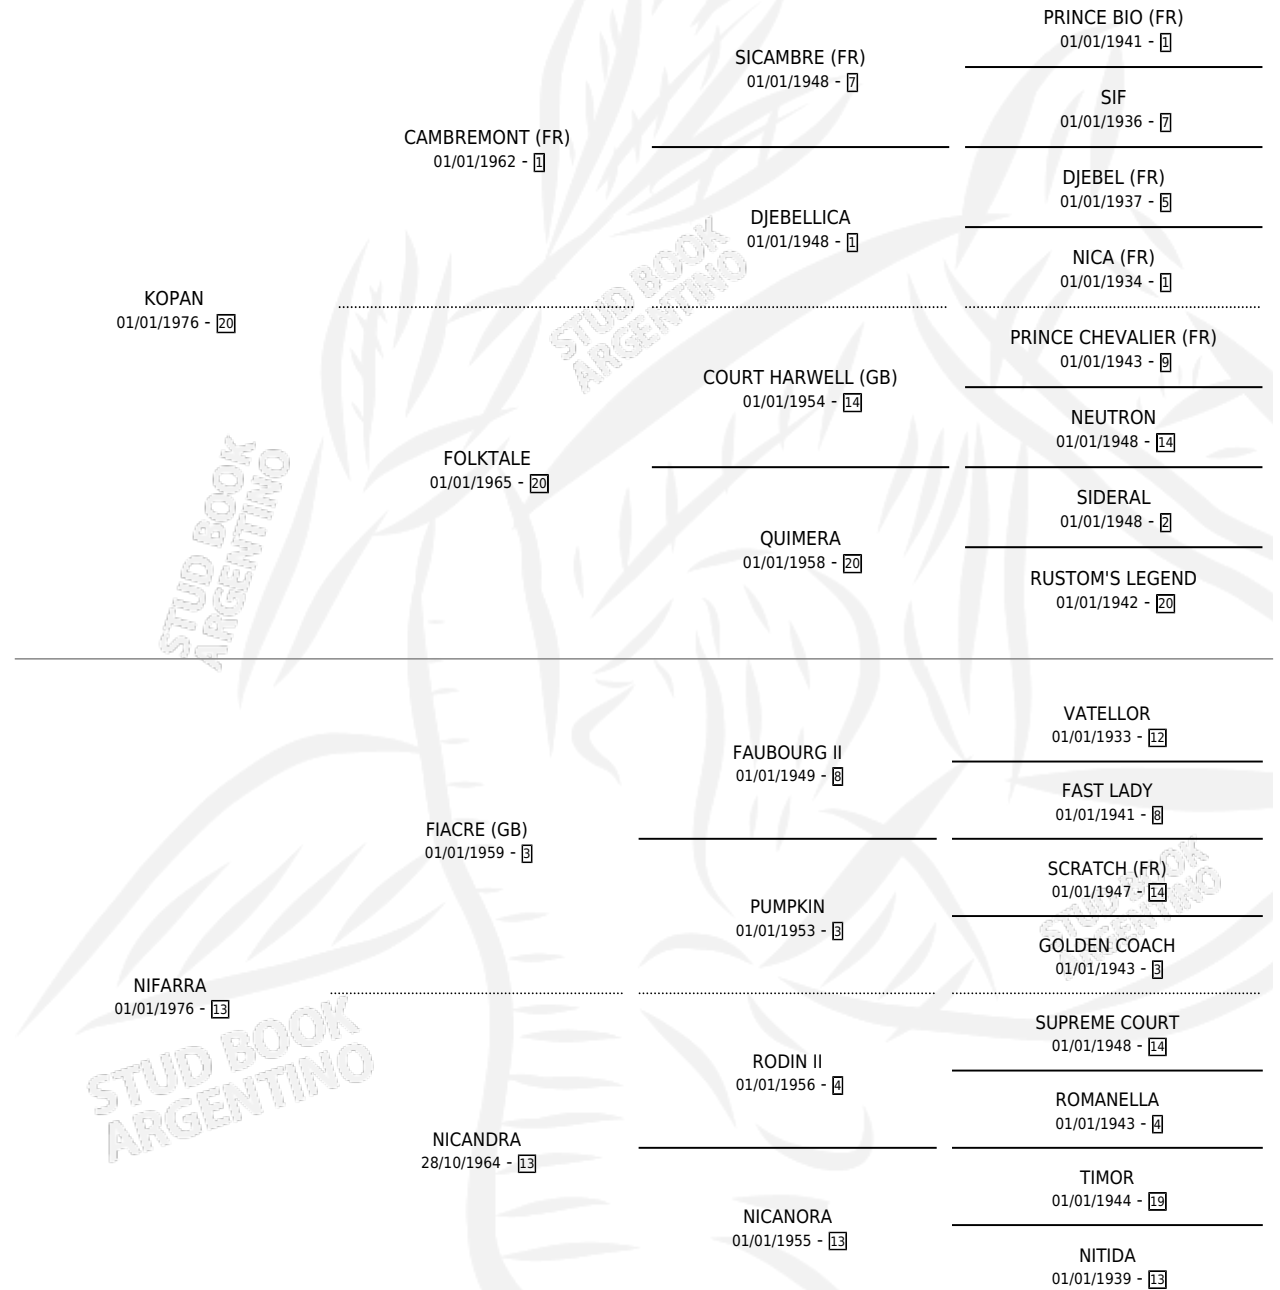 PRINCE BIO (FR)
01/01/1941 - 1
SICAMBRE (FR)
01/01/1948 - 7
SIF
01/01/1936 - 7
CAMBREMONT (FR)
01/01/1962 - 1
DJEBEL (FR)
01/01/1937 - 5
DJEBELLICA
01/01/1948 - 1
NICA (FR)
01/01/1934 - 1
KOPAN
01/01/1976 - 20
PRINCE CHEVALIER (FR)
01/01/1943 - 9
COURT HARWELL (GB)
01/01/1954 - 14
NEUTRON
01/01/1948 - 14
FOLKTALE
01/01/1965 - 20
SIDERAL
01/01/1948 - 2
QUIMERA
01/01/1958 - 20
RUSTOM'S LEGEND
01/01/1942 - 20
VATELLOR
01/01/1933 - 12
FAUBOURG II
01/01/1949 - 8
FAST LADY
01/01/1941 - 8
FIACRE (GB)
01/01/1959 - 3
SCRATCH (FR)
01/01/1947 - 14
PUMPKIN
01/01/1953 - 3
GOLDEN COACH
01/01/1943 - 3
NIFARRA
01/01/1976 - 13
SUPREME COURT
01/01/1948 - 14
RODIN II
01/01/1956 - 4
ROMANELLA
01/01/1943 - 4
NICANDRA
28/10/1964 - 13
TIMOR
01/01/1944 - 19
NICANORA
01/01/1955 - 13
NITIDA
01/01/1939 - 13
STUD BOOK
ARGENTINO
STUD BOOK
ARGENTINO
STUD BOOK
ARGENTINO
STUD BOOK
ARGENTINO